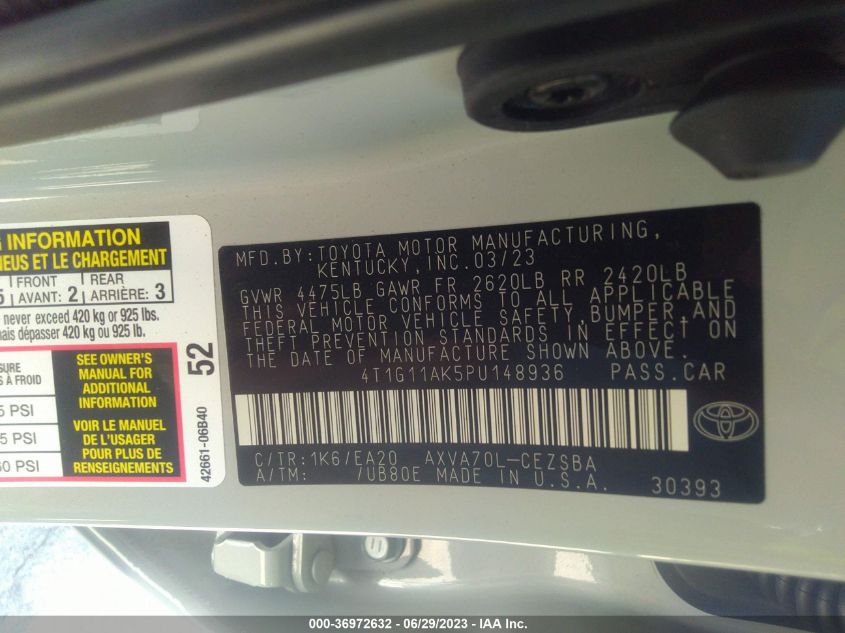 INFORMATION
NEUS ET LE CHARGEMENT
FRONT
REAR
AVANT: 2
ARRIÈRE: 3
never exceed 420 kg or 925 lbs.
mais dépasser 420 kg ou 925 lb.
À FROID
5 PSI
5 PSI
60 PSI
SEE OWNER'S
MANUAL FOR
ADDITIONAL
INFORMATION
VOIR LE MANUEL
DE L'USAGER
POUR PLUS DE
RENSEIGNEMENTS
52
42661-06B40
MFD.BY:TOYOTA MOTOR MANUFACTURING,
KENTUCKY,INC.03/23
GVWR 4475LB GAWR FR 2620LB RR 2420LB
THIS VEHICLE CONFORMS TO ALL APPLICABLE
FEDERAL MOTOR VEHICLE SAFETY,BUMPER,AND
THEFT PREVENTION STANDARDS IN EFFECT ON
THE DATE OF MANUFACTURE SHOWN ABOVE.
4T1G11AK5PU148936 PASS.CAR
C/TR:1K6/EA20 AXVA70L-CEZSBA
A/TM: /UB80E MADE IN U.S.A. 30393
000-36972632 / 06/29/2023 - IAA Inc.